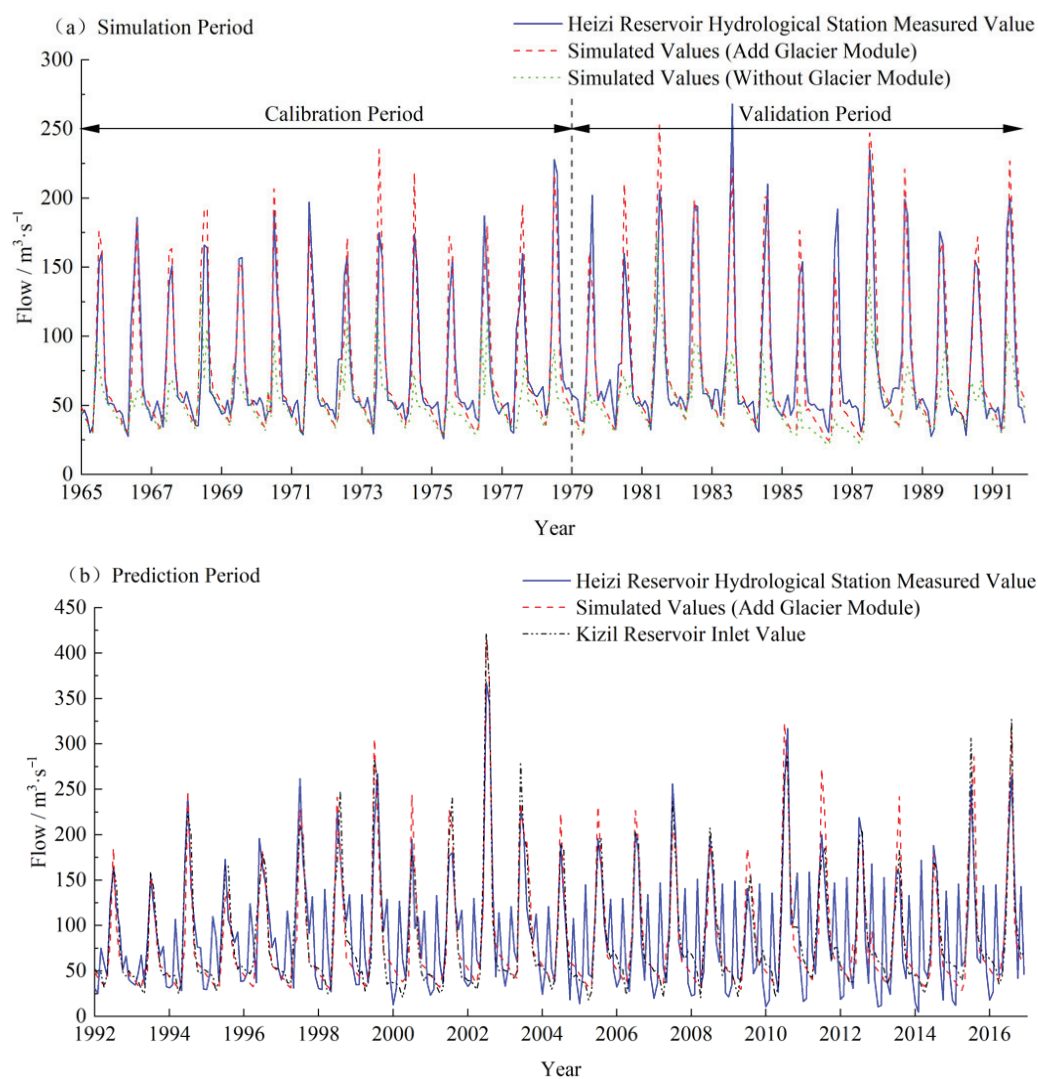 （a）Simulation Period
Heizi Reservoir Hydrological Station Measured Value
Simulated Values (Add Glacier Module)
Simulated Values (Without Glacier Module)
300
250
200
150
100
50
0
Flow / m³·s⁻¹
Calibration Period
Validation Period
1965 1967 1969 1971 1973 1975 1977 1979 1981 1983 1985 1987 1989 1991
Year
（b）Prediction Period
Heizi Reservoir Hydrological Station Measured Value
Simulated Values (Add Glacier Module)
Kizil Reservoir Inlet Value
450
400
350
300
250
200
150
100
50
0
Flow / m³·s⁻¹
1992 1994 1996 1998 2000 2002 2004 2006 2008 2010 2012 2014 2016
Year